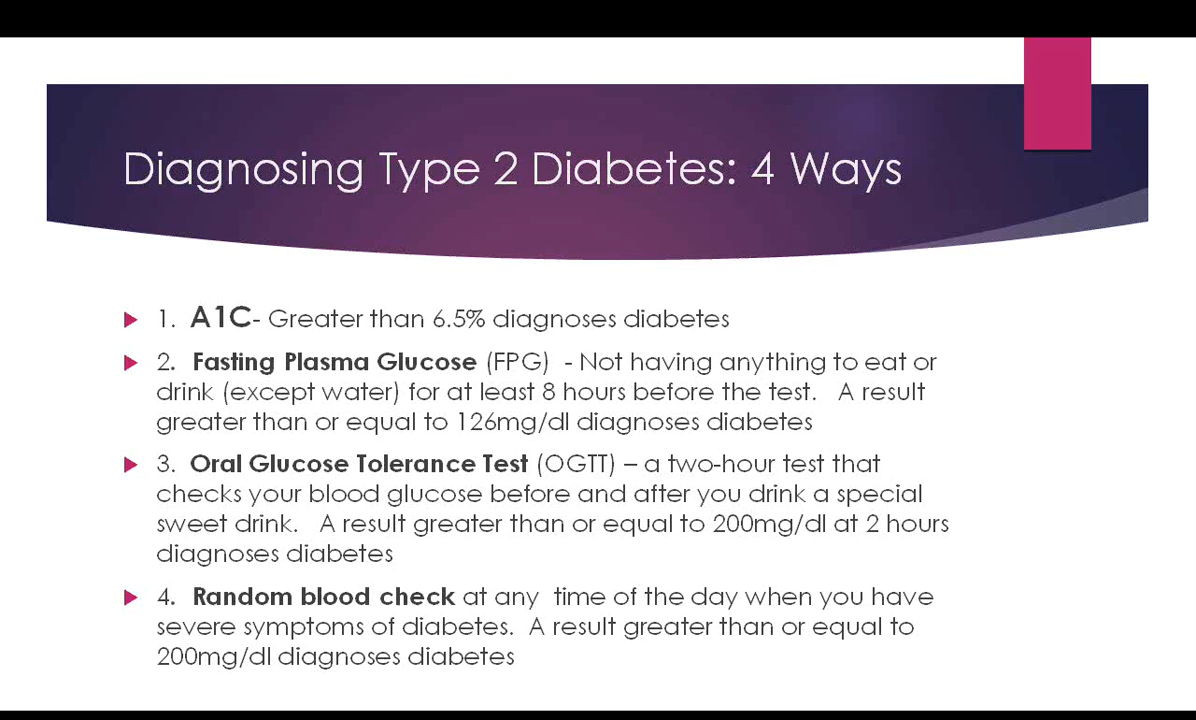 Diagnosing Type 2 Diabetes: 4 Ways
1. A1C- Greater than 6.5% diagnoses diabetes
2. Fasting Plasma Glucose (FPG) - Not having anything to eat or
drink (except water) for at least 8 hours before the test. A result
greater than or equal to 126mg/dl diagnoses diabetes
3. Oral Glucose Tolerance Test (OGTT) – a two-hour test that
checks your blood glucose before and after you drink a special
sweet drink. A result greater than or equal to 200mg/dl at 2 hours
diagnoses diabetes
4. Random blood check at any time of the day when you have
severe symptoms of diabetes. A result greater than or equal to
200mg/dl diagnoses diabetes